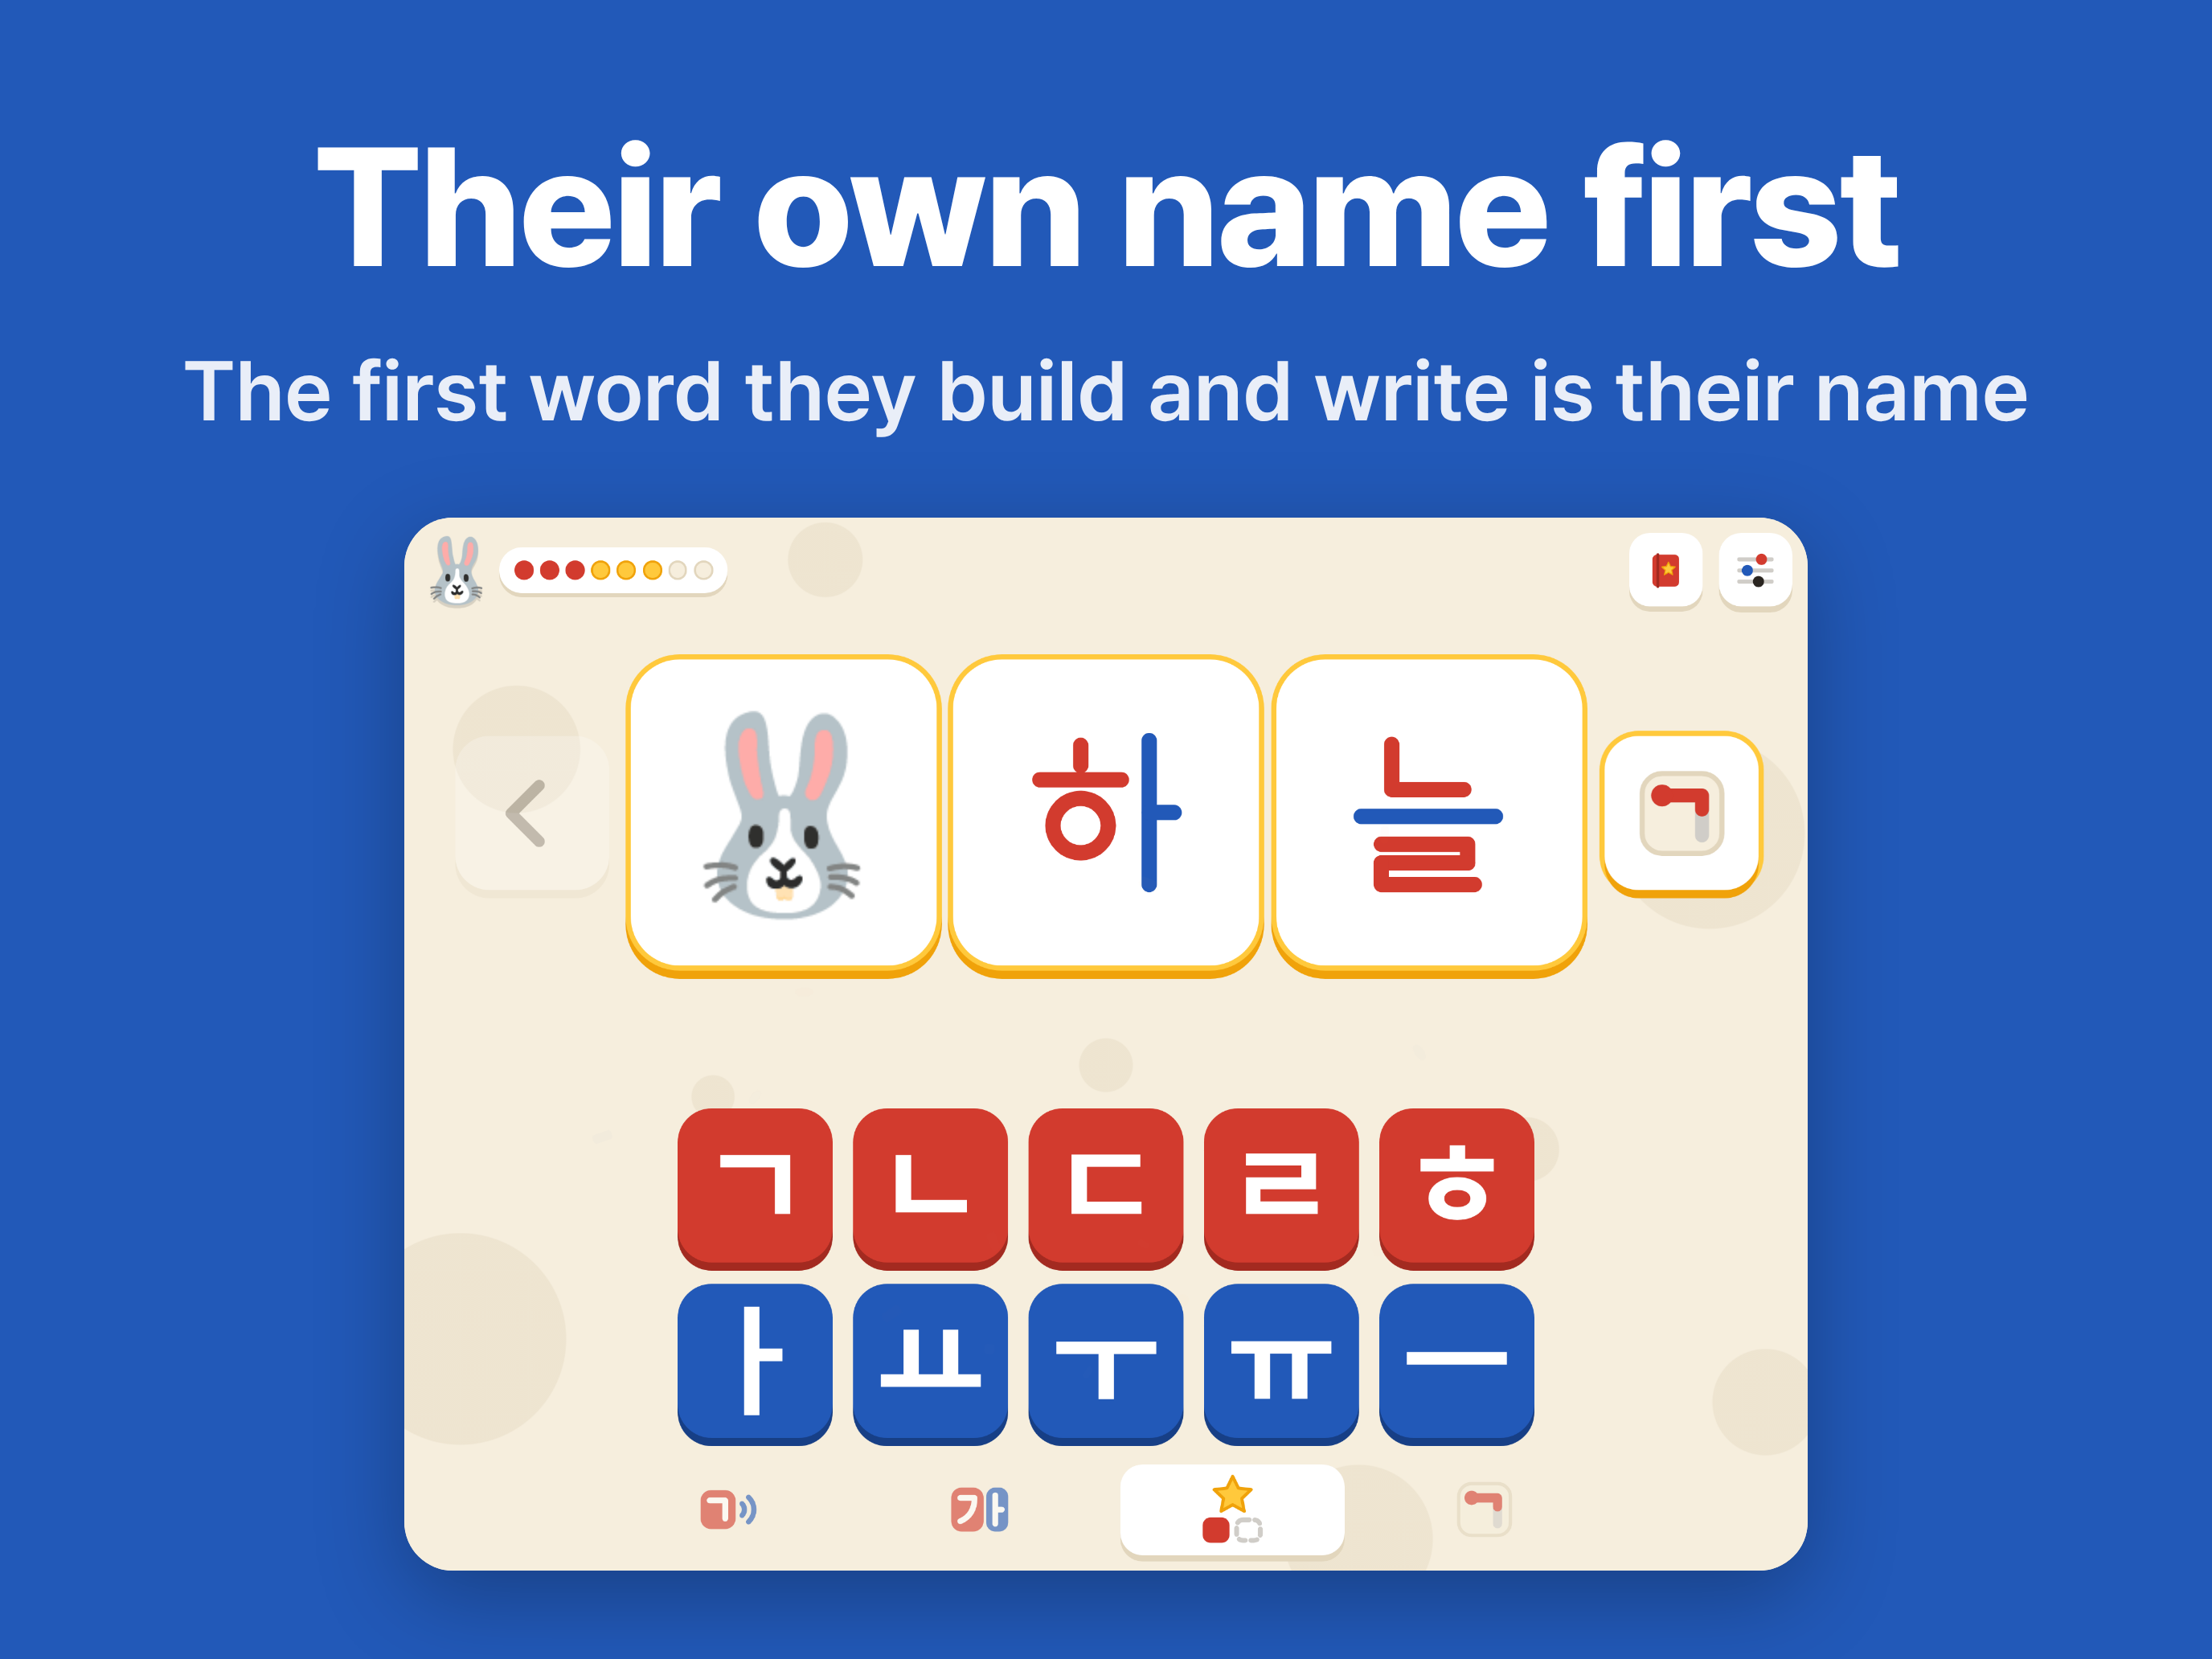 Their own name first
The first word they build and write is their name
하 늘
ㄱ
ㄱ ㄴ ㄷ ㄹ ㅎ
ㅏ ㅛ ㅜ ㅠ ㅡ
ㄱ 가 ㄱ